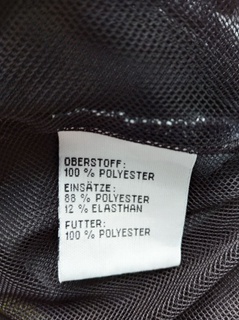 OBERSTOFF:
100 % POLYESTER
EINSÄTZE:
88 % POLYESTER
12 % ELASTHAN
FUTTER:
100 % POLYESTER